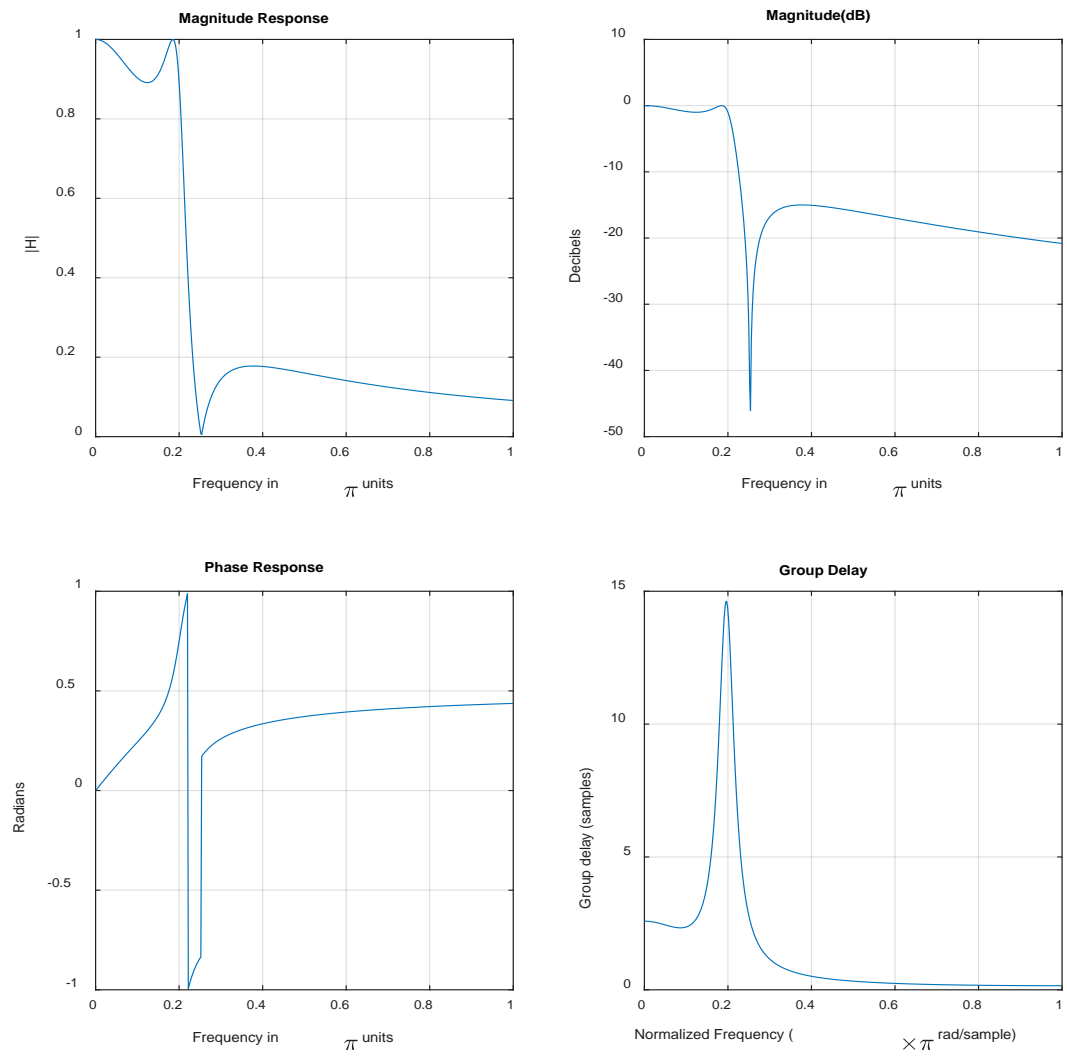 Magnitude Response
1
0.8
0.6
0.4
0.2
0
|H|
0 0.2 0.4 0.6 0.8 1
Frequency in π units
Magnitude(dB)
10
0
-10
-20
-30
-40
-50
Decibels
0 0.2 0.4 0.6 0.8 1
Frequency in π units
Phase Response
1
0.5
0
-0.5
-1
Radians
0 0.2 0.4 0.6 0.8 1
Frequency in π units
Group Delay
15
10
5
0
Group delay (samples)
0 0.2 0.4 0.6 0.8 1
Normalized Frequency ( ×π rad/sample)